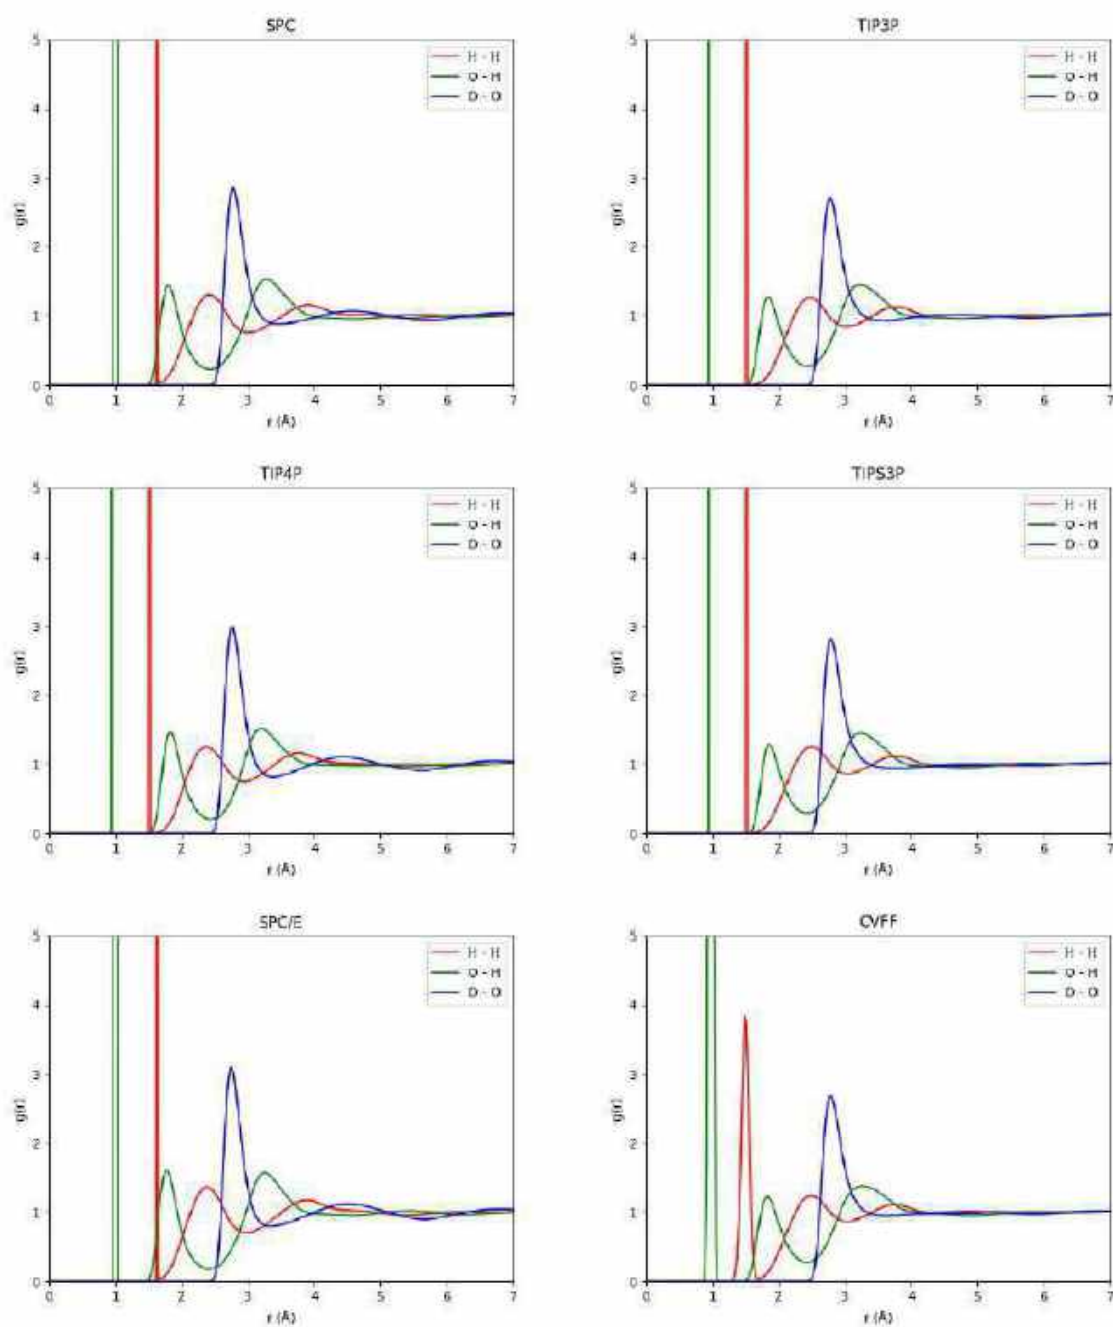 SPC
5
4
3
2
1
0
g(r)
0 1 2 3 4 5 6 7
r (Å)
H - H
O - H
O - O
TIP3P
5
4
3
2
1
0
g(r)
0 1 2 3 4 5 6 7
r (Å)
H - H
O - H
O - O
TIP4P
5
4
3
2
1
0
g(r)
0 1 2 3 4 5 6 7
r (Å)
H - H
O - H
O - O
TIPS3P
5
4
3
2
1
0
g(r)
0 1 2 3 4 5 6 7
r (Å)
H - H
O - H
O - O
SPC/E
5
4
3
2
1
0
g(r)
0 1 2 3 4 5 6 7
r (Å)
H - H
O - H
O - O
CVFF
5
4
3
2
1
0
g(r)
0 1 2 3 4 5 6 7
r (Å)
H - H
O - H
O - O